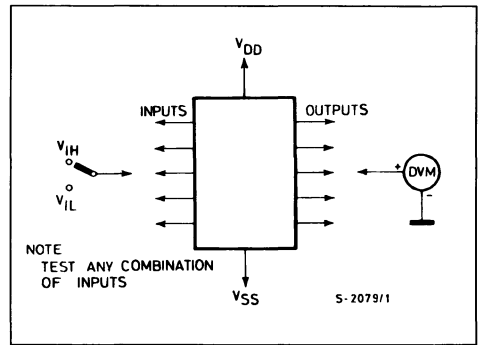 VDD
INPUTS
OUTPUTS
VIH
VIL
+
DVM
-
NOTE
TEST ANY COMBINATION
OF INPUTS
VSS
S-2079/1